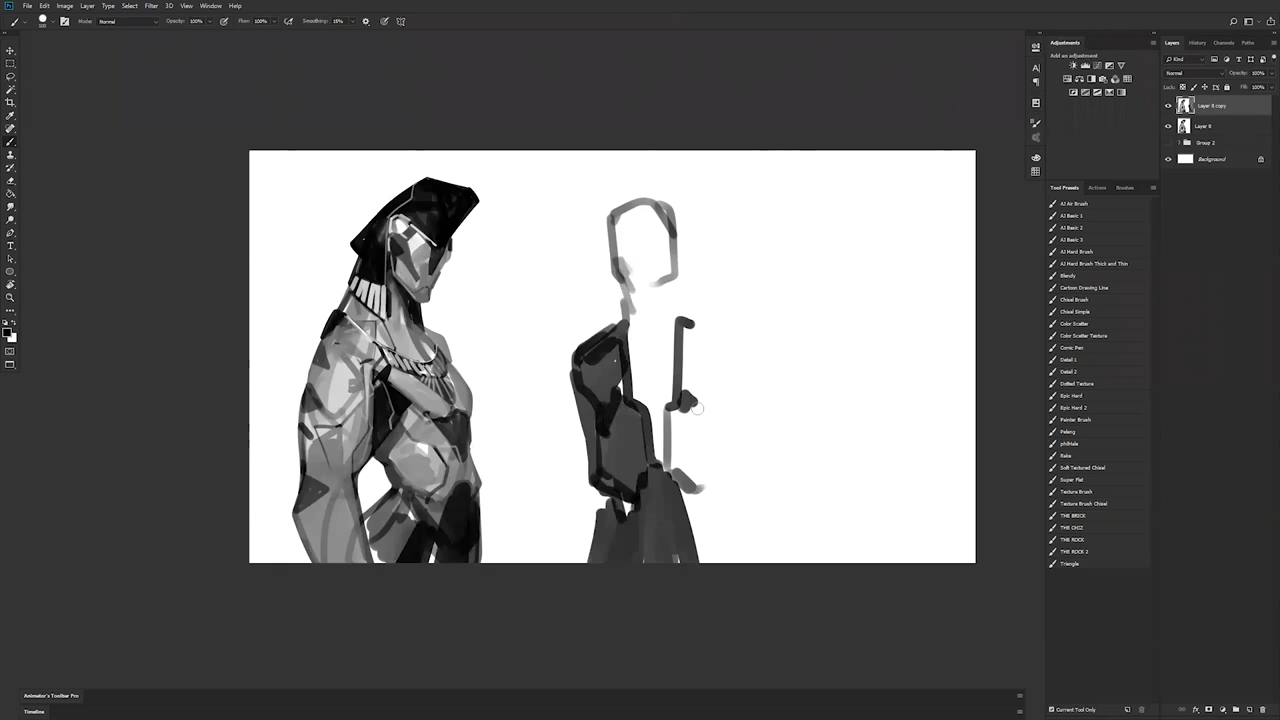 Ps File Edit Image Layer Type Select Filter 3D View Window Help
Mode: Normal Opacity: 100% Flow: 100% Smoothing: 15%
Adjustments
Add an adjustment
Layers History Channels Paths
Kind
Normal Opacity: 100%
Lock: Fill: 100%
Layer 8 copy
Layer 8
Group 2
Background
Tool Presets Actions Brushes
AJ Air Brush
AJ Basic 1
AJ Basic 2
AJ Basic 3
AJ Hard Brush
AJ Hard Brush Thick and Thin
Blendy
Cartoon Drawing Line
Chisel Brush
Chisel Simple
Color Scatter
Color Scatter Texture
Comic Pen
Detail 1
Detail 2
Dotted Texture
Epic Hard
Epic Hard 2
Painter Brush
Peleng
philHale
Rake
Soft Textured Chisel
Super Flat
Texture Brush
Texture Brush Chisel
THE BRICK
THE CHIZ
THE ROCK
THE ROCK 2
Triangle
Current Tool Only
Animator's Toolbar Pro
Timeline